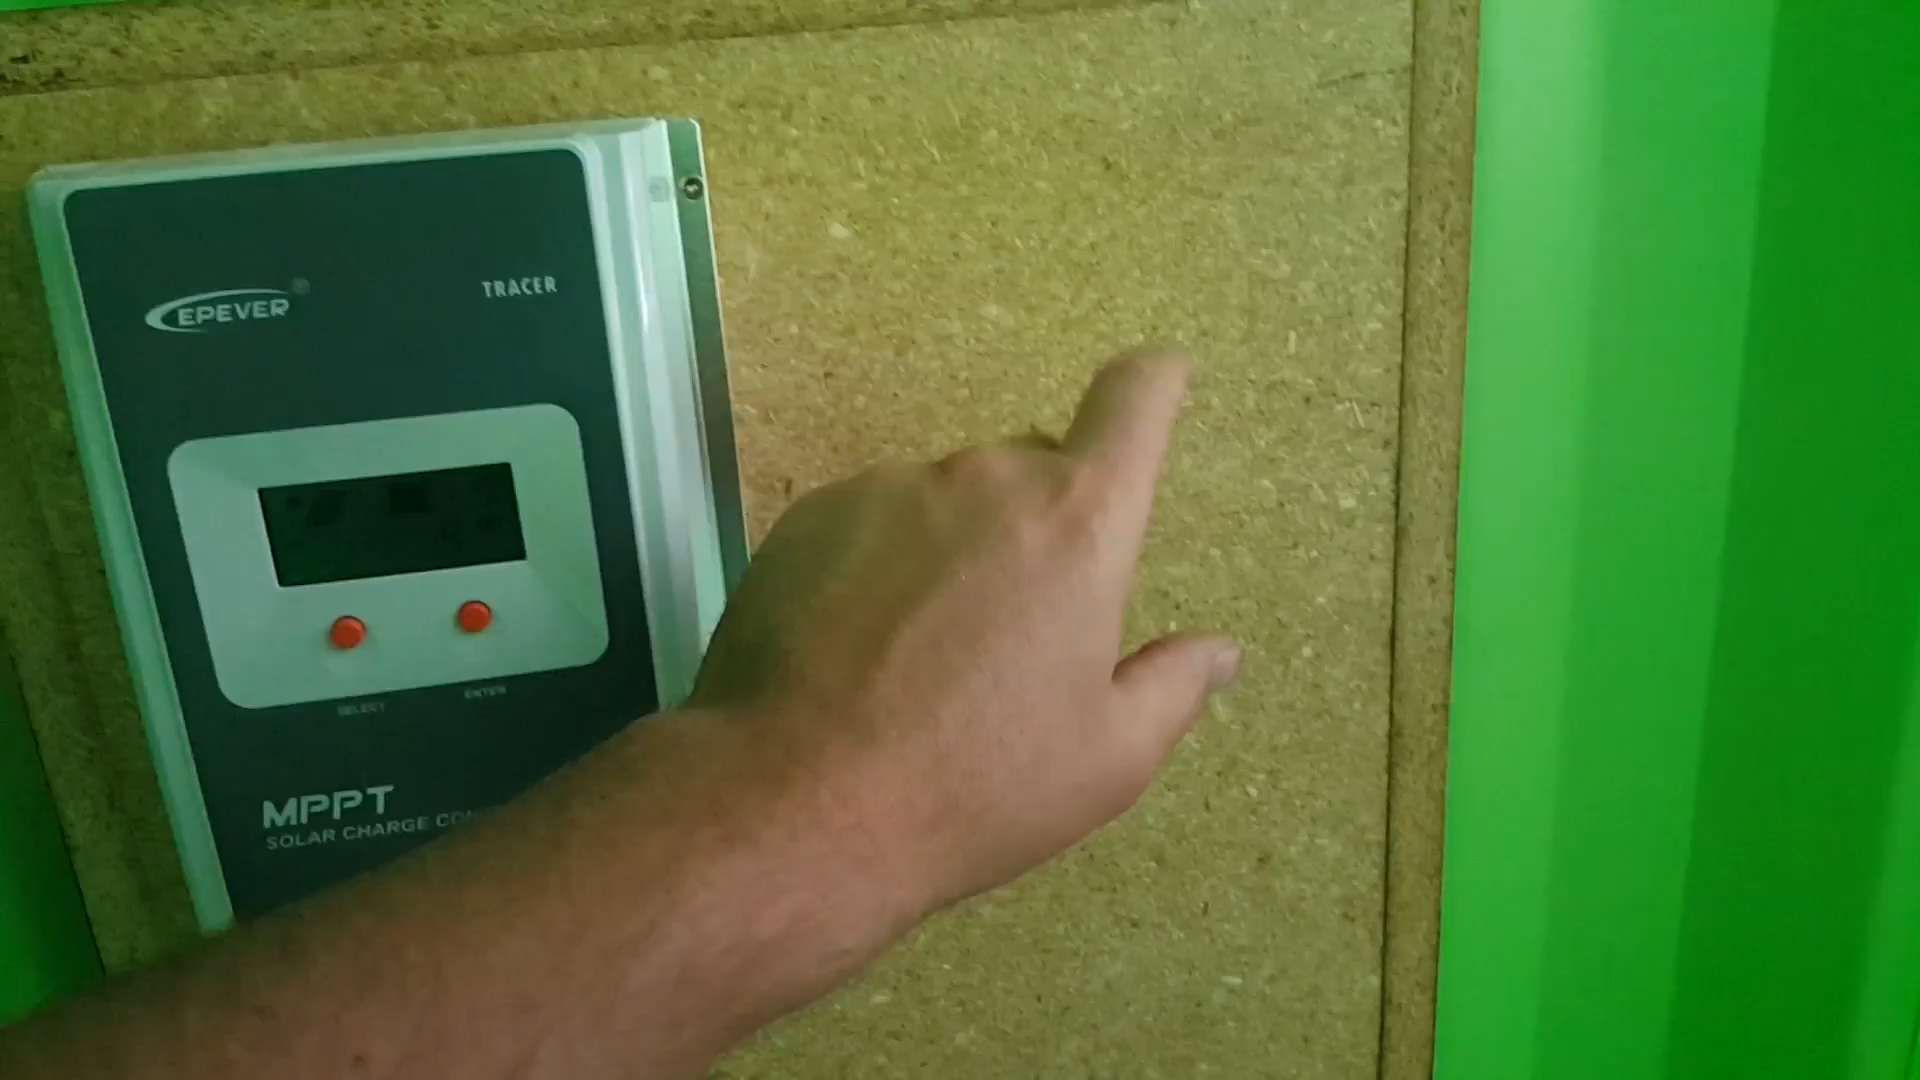 EPEVER®
TRACER
SELECT
ENTER
MPPT
SOLAR CHARGE